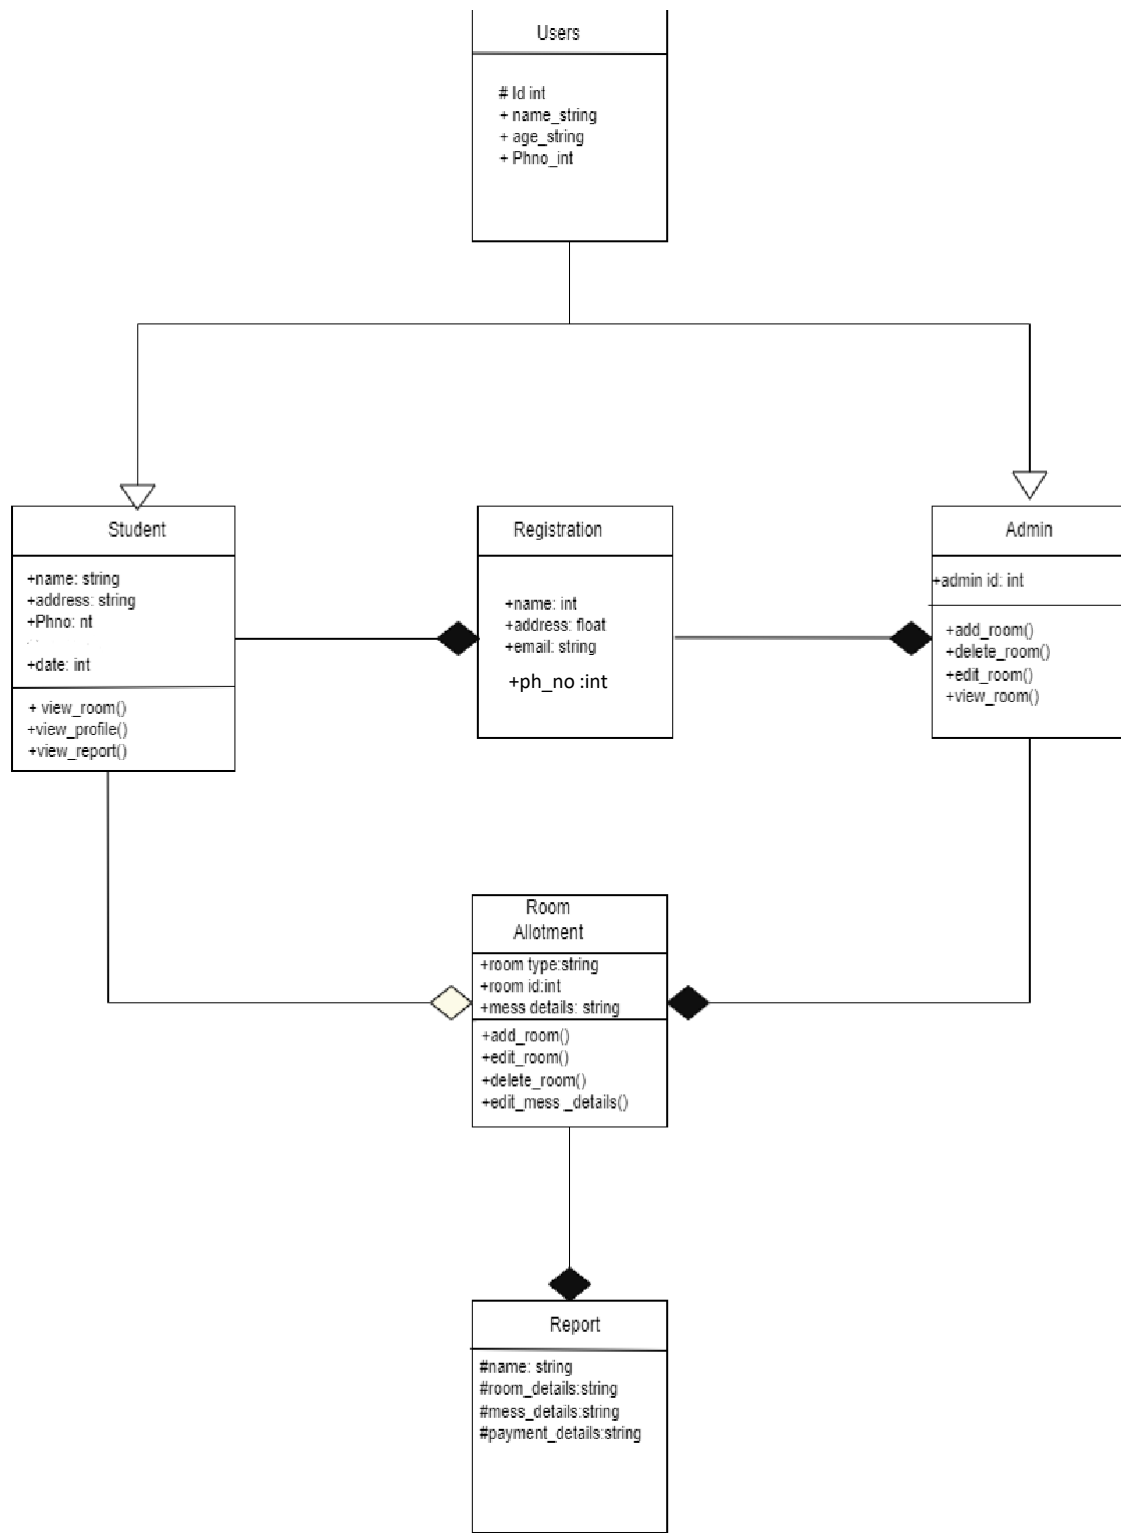 Users
# Id int
+ name_string
+ age_string
+ Phno_int
Student
+name: string
+address: string
+Phno: nt
+date: int
+ view_room()
+view_profile()
+view_report()
Registration
+name: int
+address: float
+email: string
+ph_no :int
Admin
+admin id: int
+add_room()
+delete_room()
+edit_room()
+view_room()
Room
Allotment
+room type:string
+room id:int
+mess details: string
+add_room()
+edit_room()
+delete_room()
+edit_mess _details()
Report
#name: string
#room_details:string
#mess_details:string
#payment_details:string